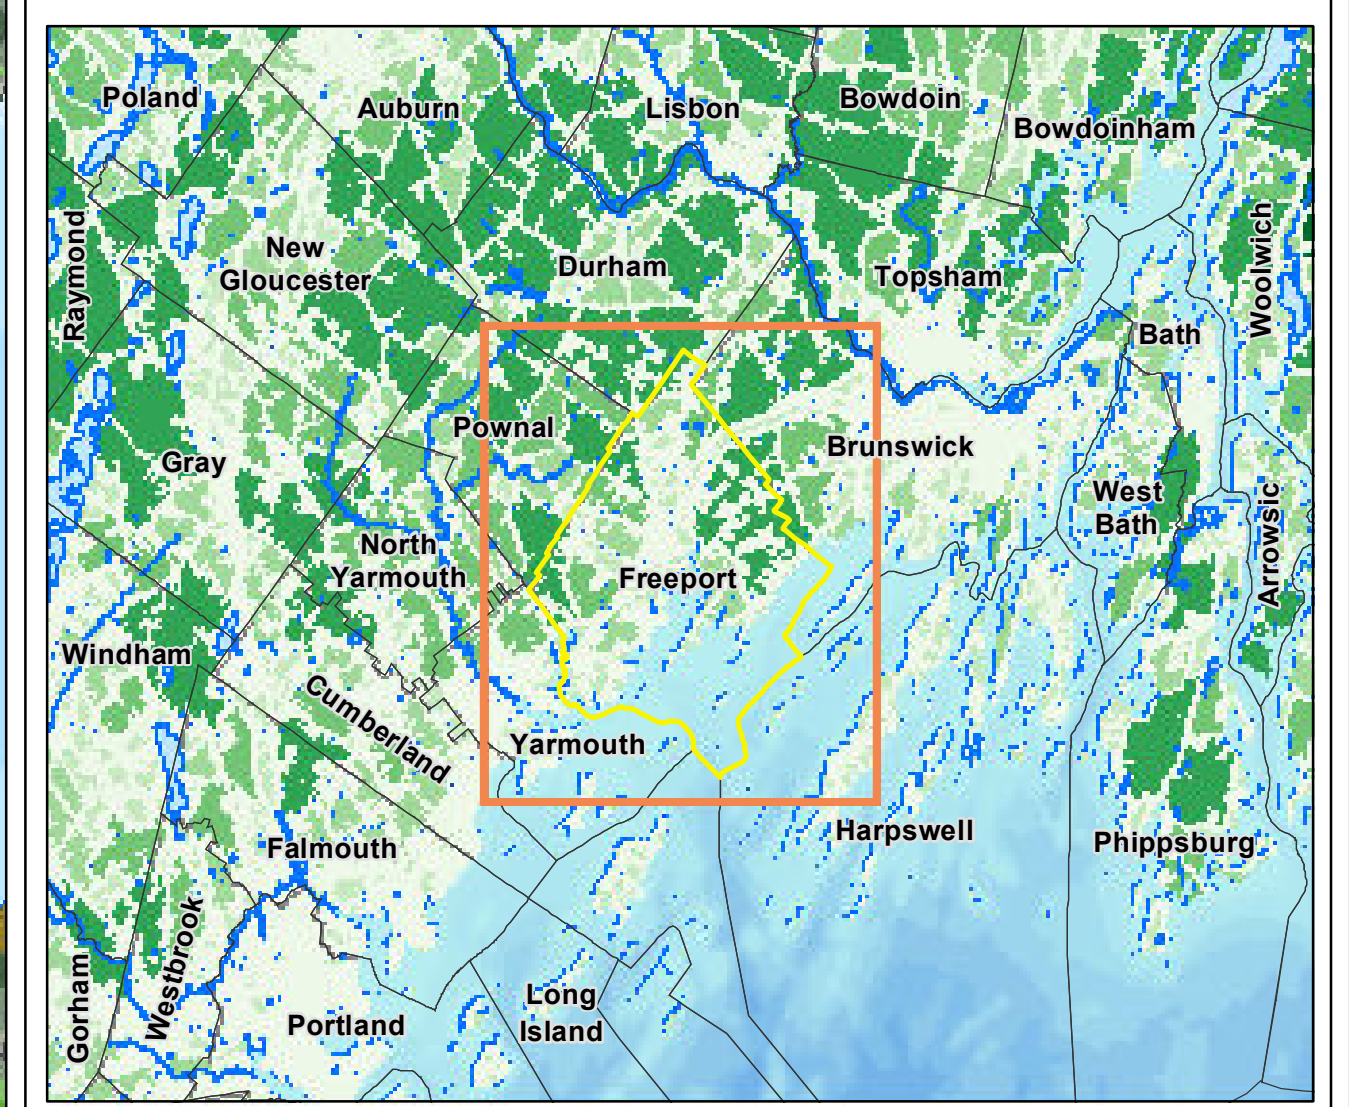 Poland
Auburn
Lisbon
Bowdoin
Bowdoinham
Raymond
New
Gloucester
Durham
Topsham
Woolwich
Bath
Pownal
Brunswick
Gray
West
Bath
Arrowsic
North
Yarmouth
Freeport
Windham
Cumberland
Yarmouth
Harpswell
Phippsburg
Falmouth
Westbrook
Gorham
Long
Island
Portland